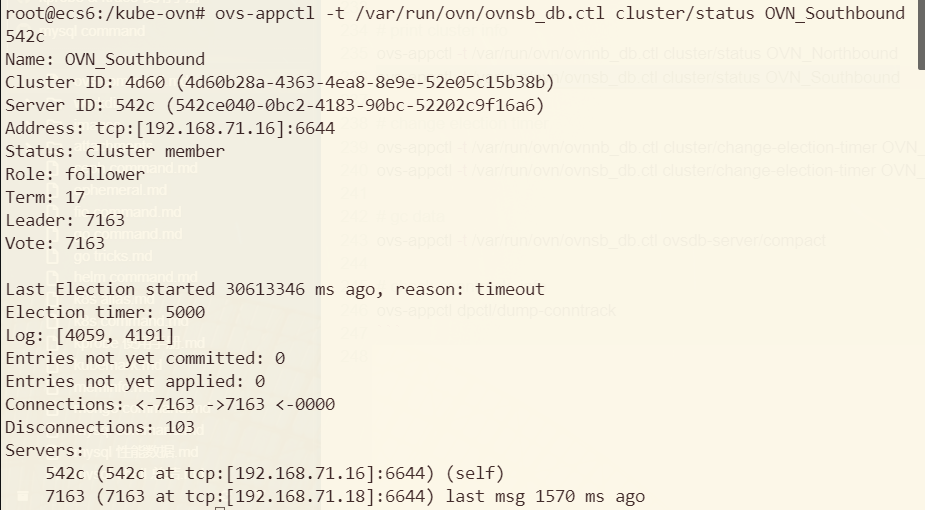 root@ecs6:/kube-ovn# ovs-appctl -t /var/run/ovn/ovnsb_db.ctl cluster/status OVN_Southbound
542c
Name: OVN_Southbound
Cluster ID: 4d60 (4d60b28a-4363-4ea8-8e9e-52e05c15b38b)
Server ID: 542c (542ce040-0bc2-4183-90bc-52202c9f16a6)
Address: tcp:[192.168.71.16]:6644
Status: cluster member
Role: follower
Term: 17
Leader: 7163
Vote: 7163

Last Election started 30613346 ms ago, reason: timeout
Election timer: 5000
Log: [4059, 4191]
Entries not yet committed: 0
Entries not yet applied: 0
Connections: <-7163 ->7163 <-0000
Disconnections: 103
Servers:
    542c (542c at tcp:[192.168.71.16]:6644) (self)
    7163 (7163 at tcp:[192.168.71.18]:6644) last msg 1570 ms ago